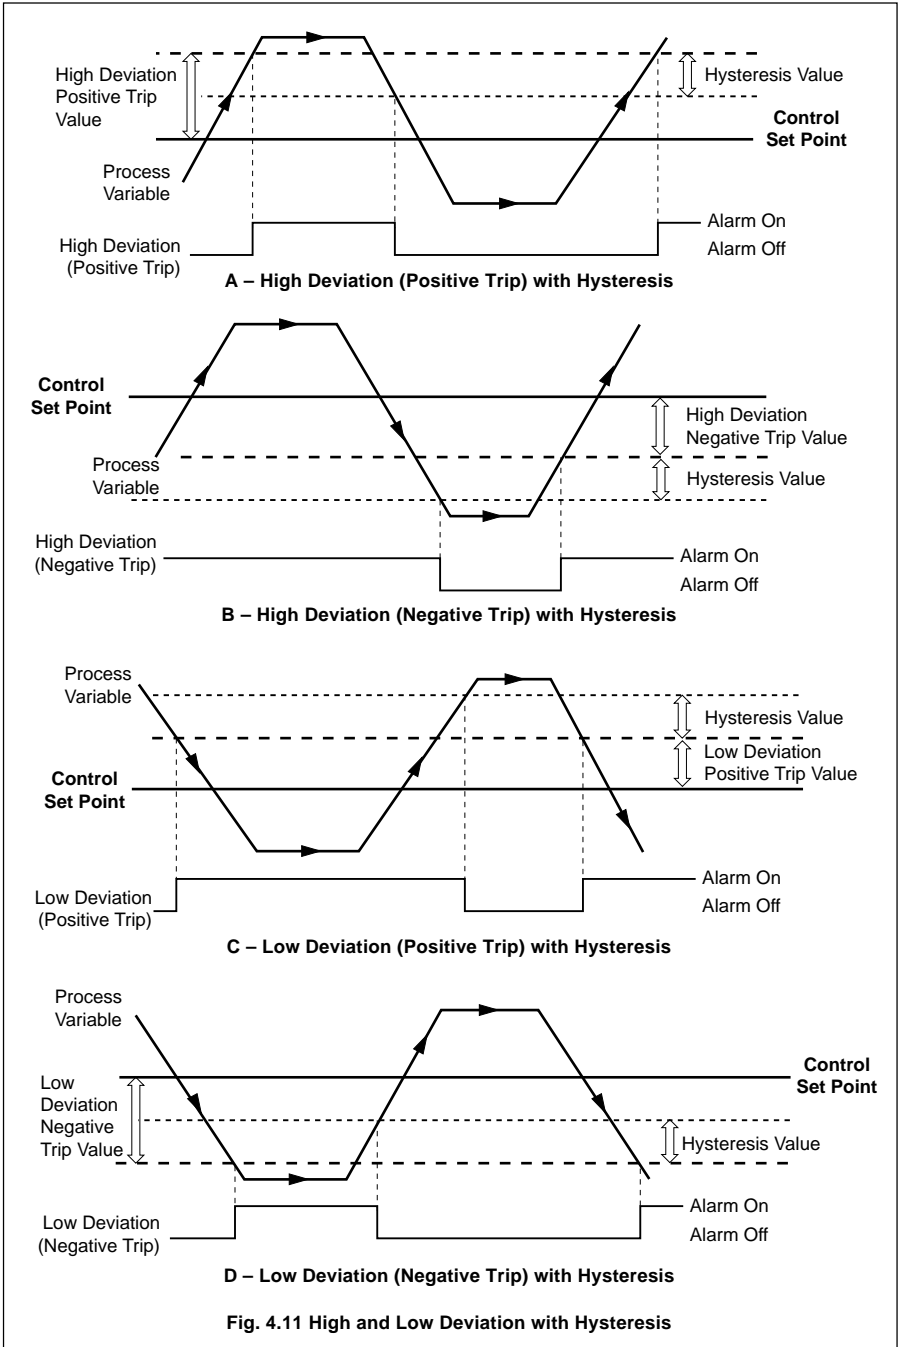 High Deviation
Positive Trip
Value
Hysteresis Value
Control
Set Point
Process
Variable
High Deviation
(Positive Trip)
Alarm On
Alarm Off
A – High Deviation (Positive Trip) with Hysteresis
Control
Set Point
High Deviation
Negative Trip Value
Process
Variable
Hysteresis Value
High Deviation
(Negative Trip)
Alarm On
Alarm Off
B – High Deviation (Negative Trip) with Hysteresis
Process
Variable
Hysteresis Value
Low Deviation
Positive Trip Value
Control
Set Point
Low Deviation
(Positive Trip)
Alarm On
Alarm Off
C – Low Deviation (Positive Trip) with Hysteresis
Process
Variable
Control
Set Point
Low
Deviation
Negative
Trip Value
Hysteresis Value
Low Deviation
(Negative Trip)
Alarm On
Alarm Off
D – Low Deviation (Negative Trip) with Hysteresis
Fig. 4.11 High and Low Deviation with Hysteresis